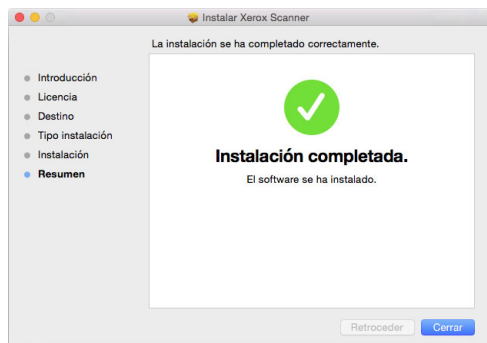 Instalar Xerox Scanner
La instalación se ha completado correctamente.
Introducción
Licencia
Destino
Tipo instalación
Instalación
Resumen
Instalación completada.
El software se ha instalado.
Retroceder
Cerrar